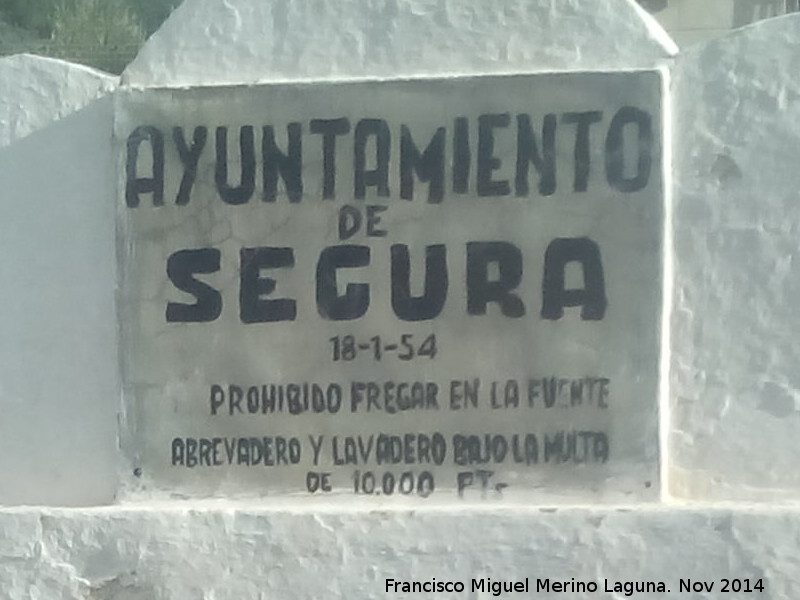 AYUNTAMIENTO
DE
SEGURA
18-1-54
PROHIBIDO FREGAR EN LA FUENTE
ABREVADERO Y LAVADERO BAJO LA MULTA
DE 10.000 PT.-
Francisco Miguel Merino Laguna. Nov 2014